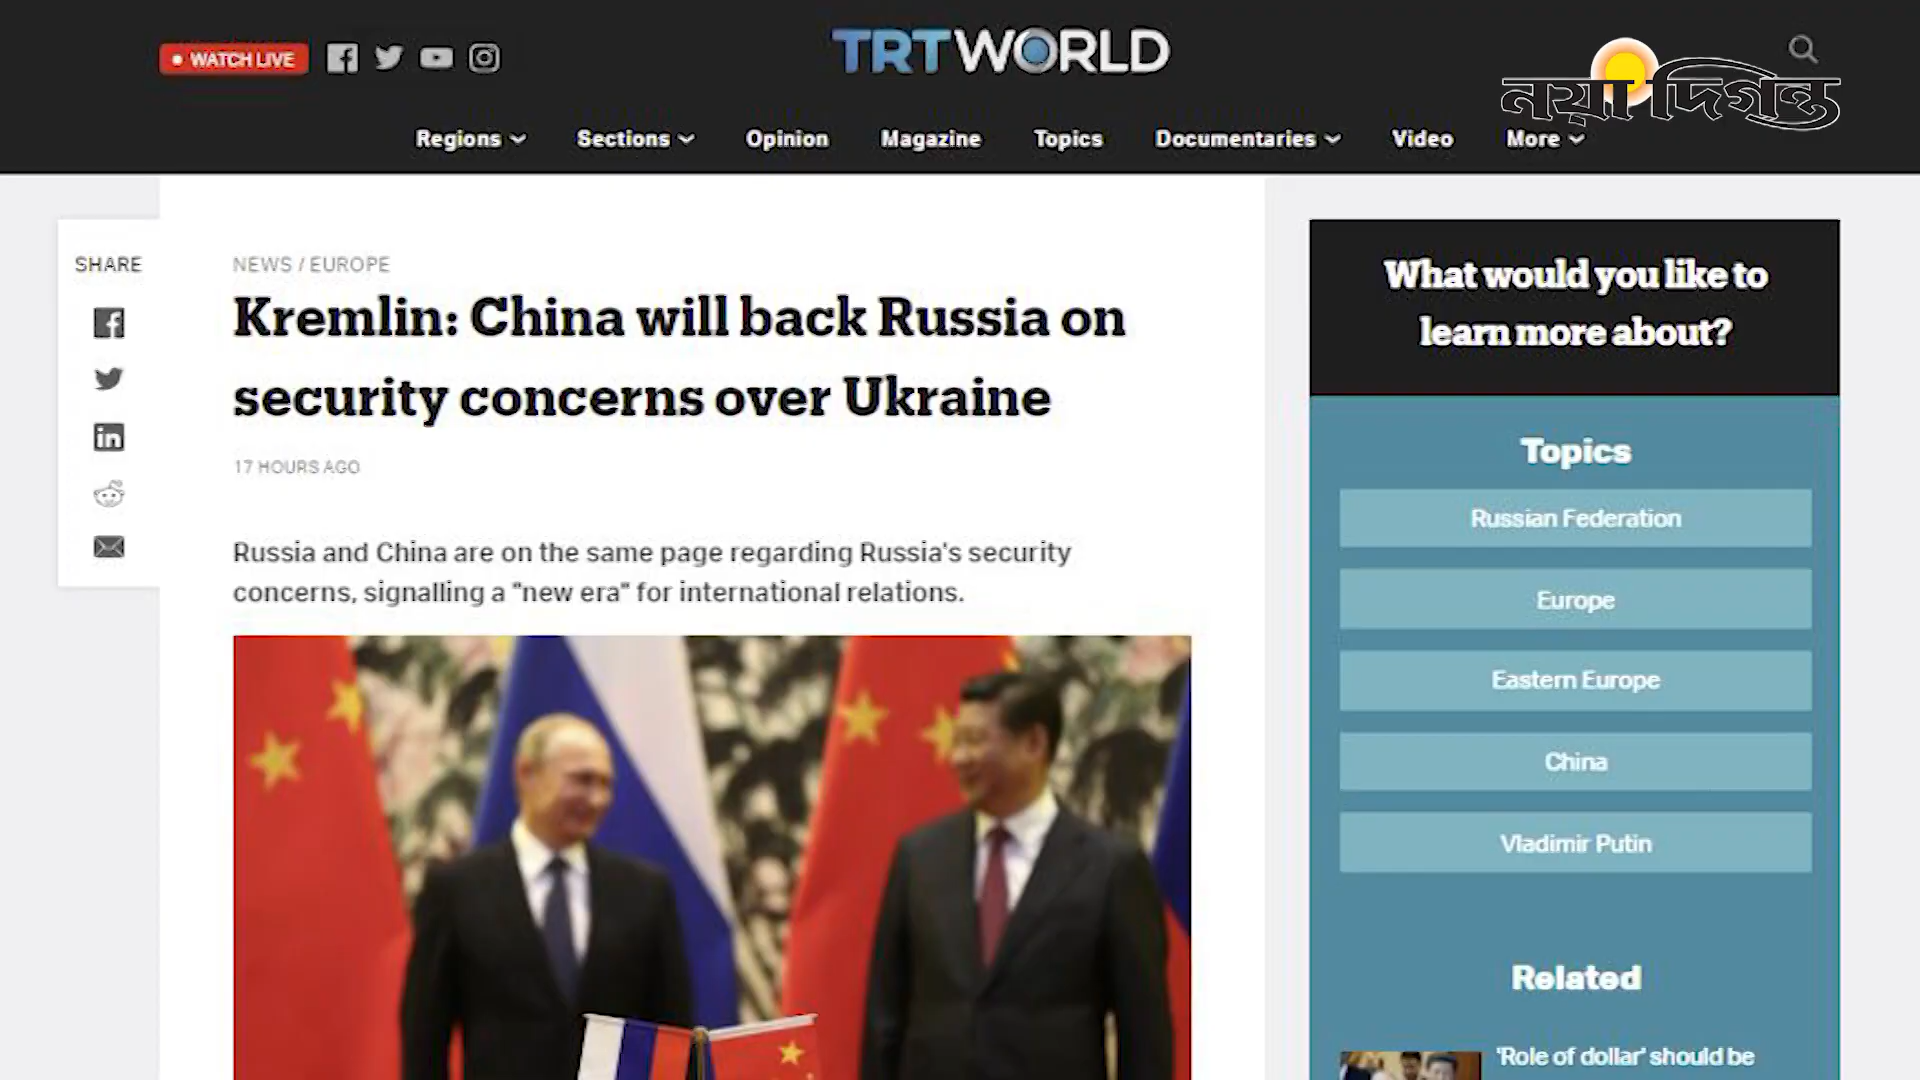 WATCH LIVE
TRT WORLD
নয়া দিগন্ত
Regions
Sections
Opinion
Magazine
Topics
Documentaries
Video
More
SHARE
NEWS / EUROPE
Kremlin: China will back Russia on
security concerns over Ukraine
17 HOURS AGO
Russia and China are on the same page regarding Russia's security
concerns, signalling a "new era" for international relations.
What would you like to
learn more about?
Topics
Russian Federation
Europe
Eastern Europe
China
Vladimir Putin
Related
'Role of dollar' should be